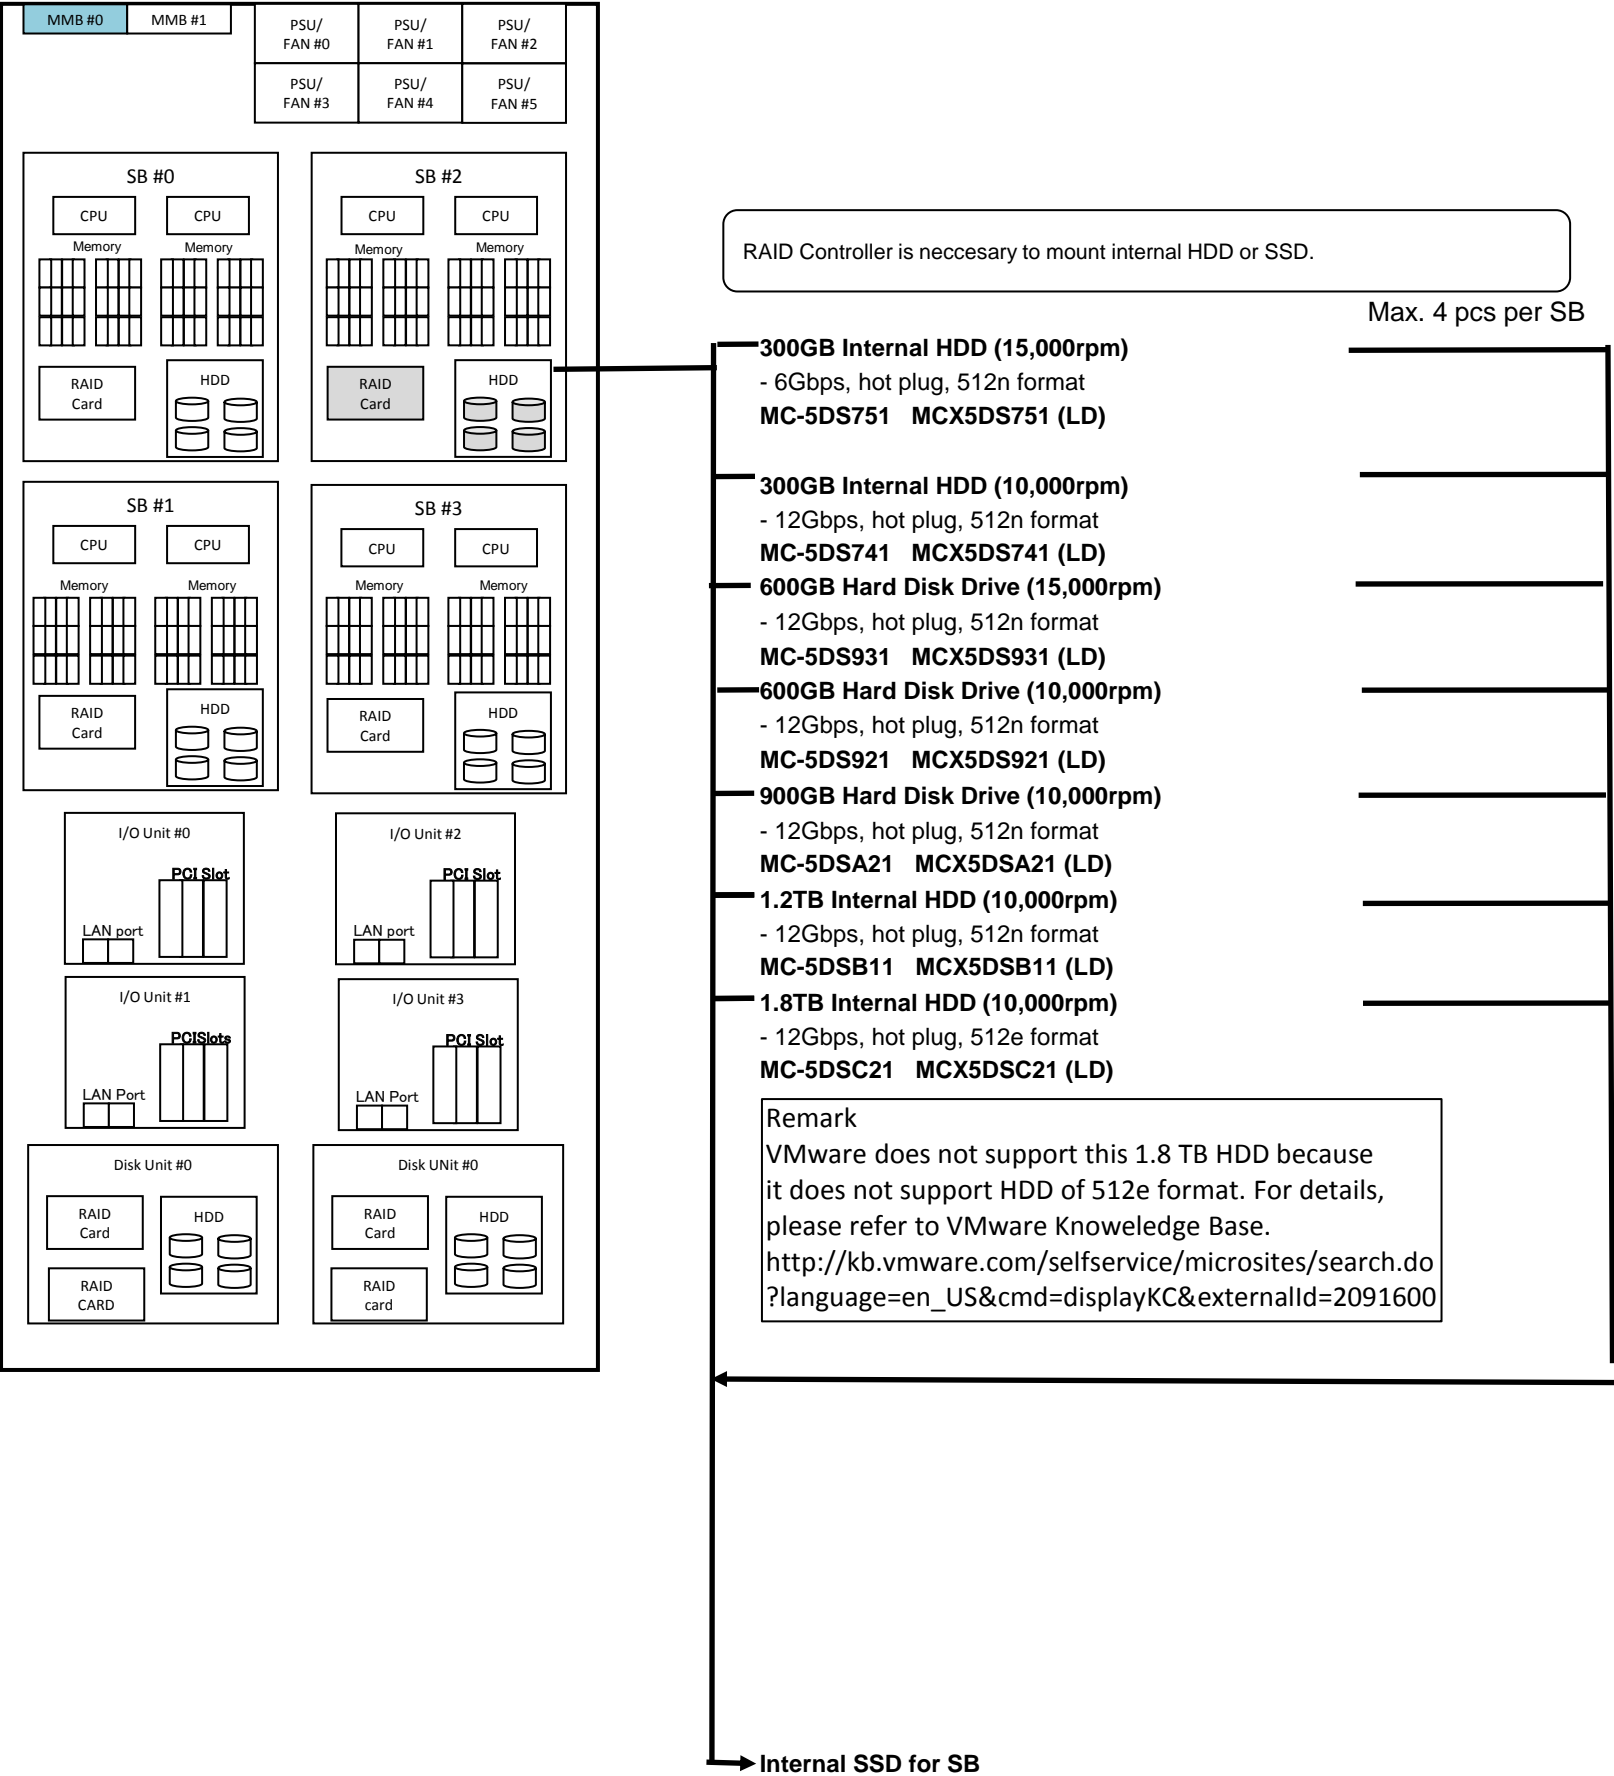 MMB #0
MMB #1
PSU/
FAN #0
PSU/
FAN #1
PSU/
FAN #2
PSU/
FAN #3
PSU/
FAN #4
PSU/
FAN #5
SB #0
CPU
CPU
Memory
Memory
RAID
Card
HDD
SB #2
CPU
CPU
Memory
Memory
RAID
Card
HDD
SB #1
CPU
CPU
Memory
Memory
RAID
Card
HDD
SB #3
CPU
CPU
Memory
Memory
RAID
Card
HDD
I/O Unit #0
PCI Slot
LAN port
I/O Unit #2
PCI Slot
LAN port
I/O Unit #1
PCISlots
LAN Port
I/O Unit #3
PCI Slot
LAN Port
Disk Unit #0
RAID
Card
HDD
RAID
CARD
Disk UNit #0
RAID
Card
HDD
RAID
card
RAID Controller is neccesary to mount internal HDD or SSD.
Max. 4 pcs per SB
300GB Internal HDD (15,000rpm)
- 6Gbps, hot plug, 512n format
MC-5DS751 MCX5DS751 (LD)
300GB Internal HDD (10,000rpm)
- 12Gbps, hot plug, 512n format
MC-5DS741 MCX5DS741 (LD)
600GB Hard Disk Drive (15,000rpm)
- 12Gbps, hot plug, 512n format
MC-5DS931 MCX5DS931 (LD)
600GB Hard Disk Drive (10,000rpm)
- 12Gbps, hot plug, 512n format
MC-5DS921 MCX5DS921 (LD)
900GB Hard Disk Drive (10,000rpm)
- 12Gbps, hot plug, 512n format
MC-5DSA21 MCX5DSA21 (LD)
1.2TB Internal HDD (10,000rpm)
- 12Gbps, hot plug, 512n format
MC-5DSB11 MCX5DSB11 (LD)
1.8TB Internal HDD (10,000rpm)
- 12Gbps, hot plug, 512e format
MC-5DSC21 MCX5DSC21 (LD)
Remark
VMware does not support this 1.8 TB HDD because
it does not support HDD of 512e format. For details,
please refer to VMware Knoweledge Base.
http://kb.vmware.com/selfservice/microsites/search.do
?language=en_US&cmd=displayKC&externalId=2091600
Internal SSD for SB